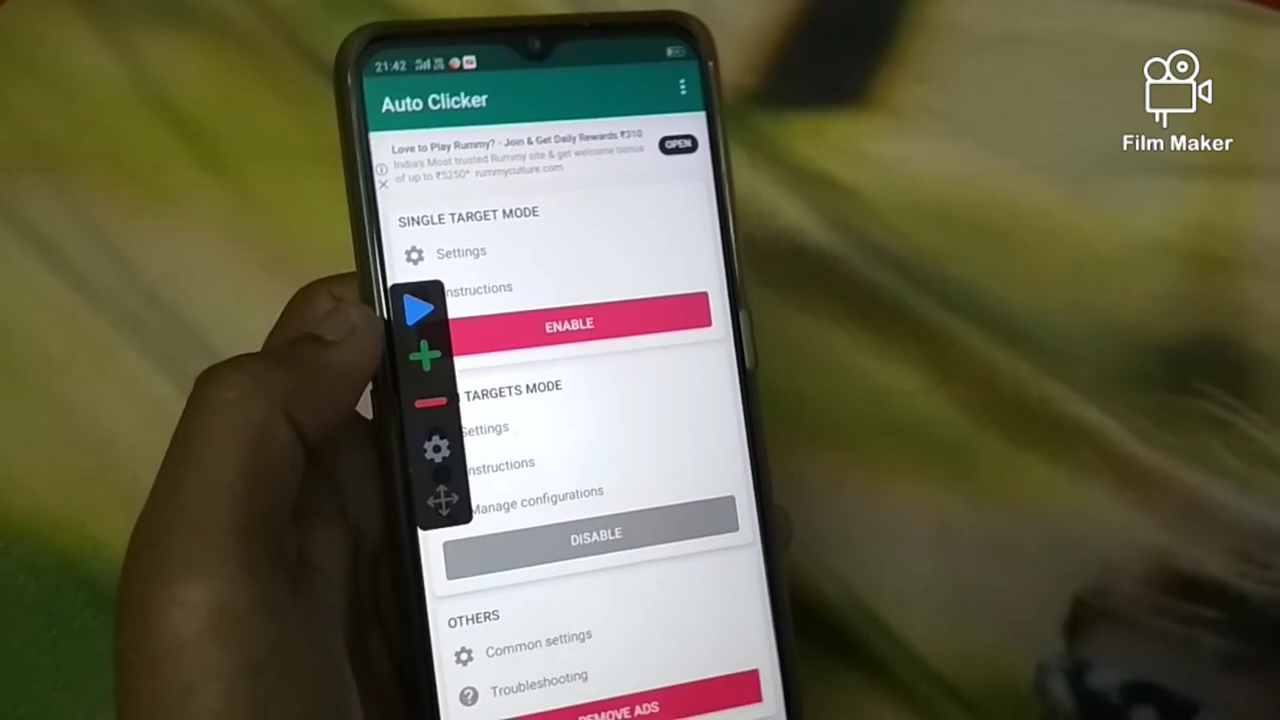 21:42
Auto Clicker
Love to Play Rummy? - Join & Get Daily Rewards ₹310
India's Most trusted Rummy site & get welcome bonus
of up to ₹5250* rummyculture.com
OPEN
SINGLE TARGET MODE
Settings
nstructions
ENABLE
TARGETS MODE
Settings
nstructions
Manage configurations
DISABLE
OTHERS
Common settings
Troubleshooting
REMOVE ADS
Film Maker